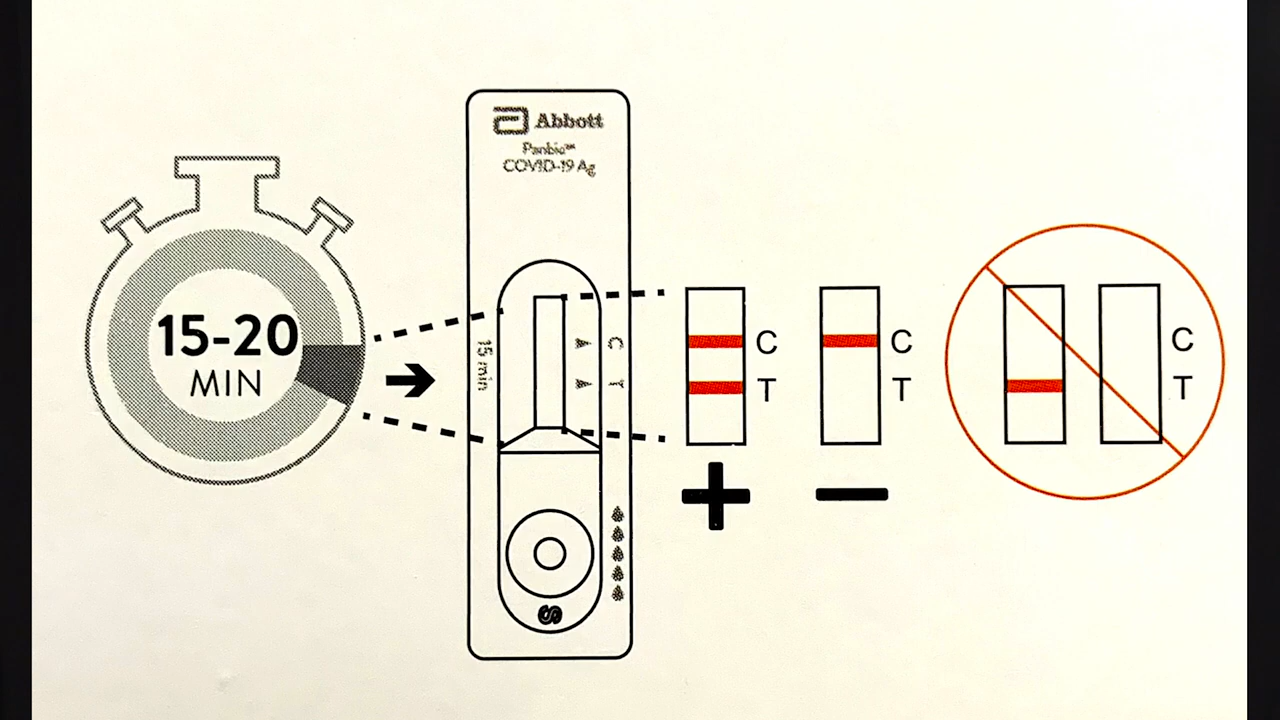 15-20
MIN
Abbott
Panbio™
COVID-19 Ag
15 min
C T
S
C
T
+
C
T
−
C
T